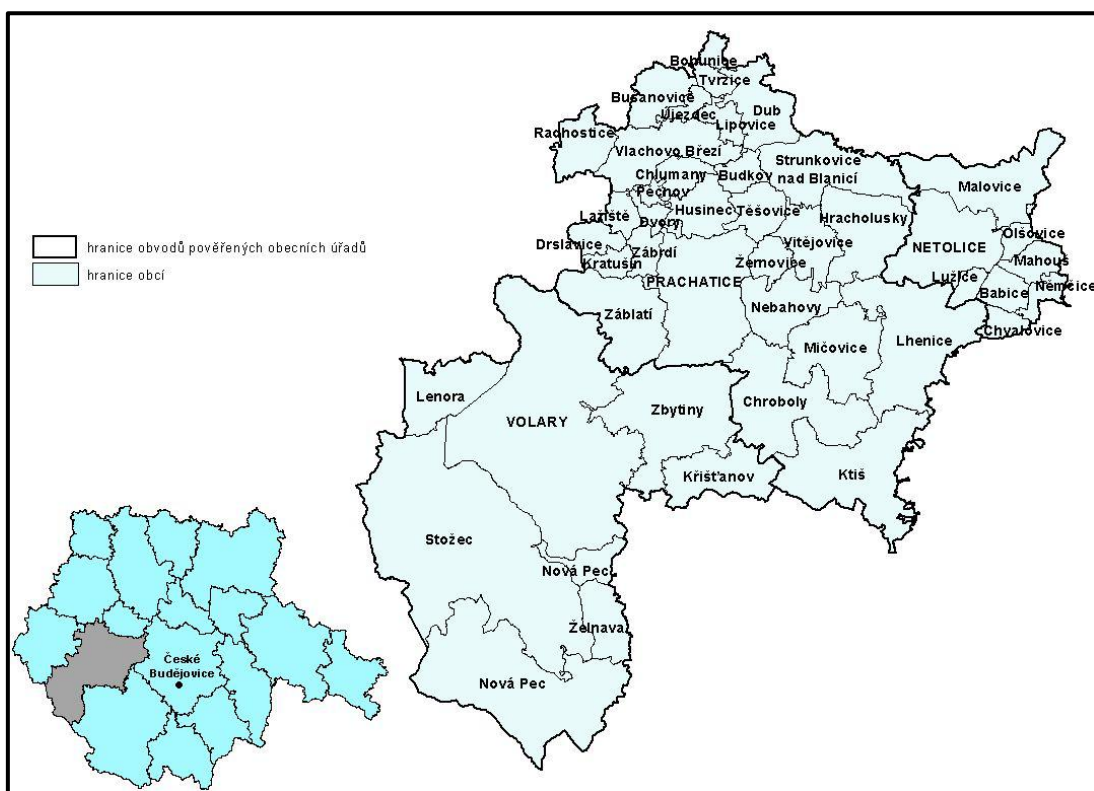 Bohunice
Tvrzice
Bušanovice
Újezdec
Dub
Lipovice
Radhostice
Vlachovo Březí
Strunkovice
nad Blanicí
Chlumany
Budkov
Pěčnov
Malovice
Lažiště
Dvory
Husinec
Těšovice
Hracholusky
Olšovice
Drslavice
Zábrdí
Vitějovice
NETOLICE
Mahouš
Kratušín
PRACHATICE
Žernovice
Lužice
Němčice
Babice
Záblatí
Nebahovy
Chvalovice
Mičovice
Lhenice
Lenora
VOLARY
Zbytiny
Chroboly
Křišťanov
Ktiš
Stožec
Nová Pec
Želnava
Nová Pec
hranice obvodů pověřených obecních úřadů
hranice obcí
České
Budějovice